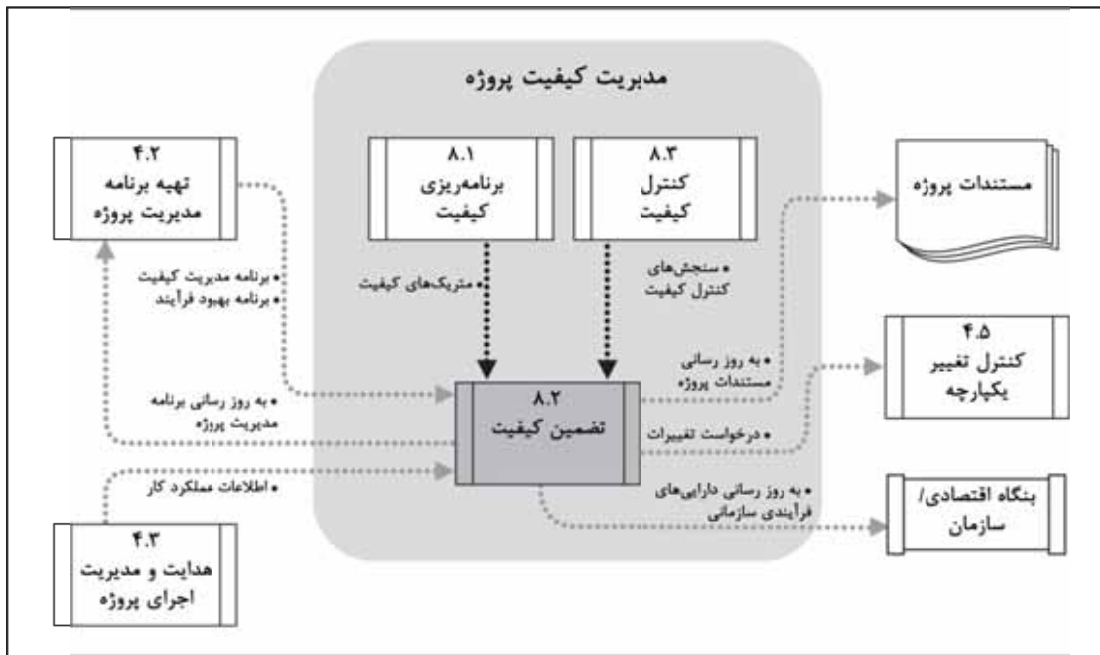 مدیریت کیفیت پروژه
۴.۲
تهیه برنامه
مدیریت پروژه
۸.۱
برنامه‌ریزی
کیفیت
۸.۳
کنترل
کیفیت
مستندات پروژه
• برنامه مدیریت کیفیت
• برنامه بهبود فرآیند
• متریک‌های کیفیت
• سنجش‌های
کنترل کیفیت
۴.۵
کنترل تغییر
یکپارچه
• به روز رسانی
مستندات پروژه
۸.۲
تضمین کیفیت
• به روز رسانی برنامه
مدیریت پروژه
• درخواست تغییرات
• اطلاعات عملکرد کار
• به روز رسانی دارایی‌های
فرآیندی سازمانی
بنگاه اقتصادی/
سازمان
۴.۳
هدایت و مدیریت
اجرای پروژه